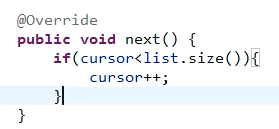 @Override
public void next() {
    if(cursor<list.size()){
        cursor++;
    }
}